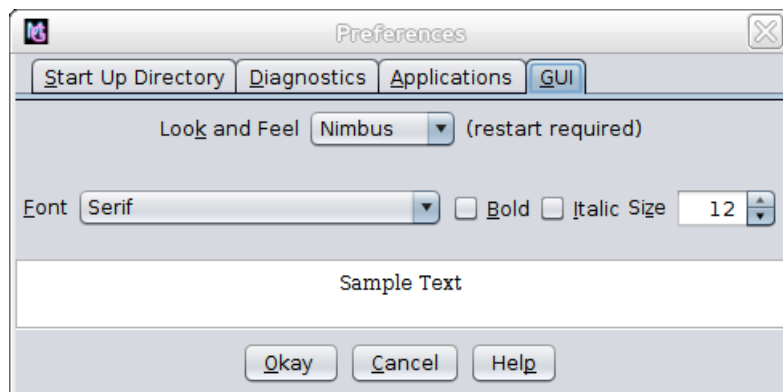 Preferences
Start Up Directory Diagnostics Applications GUI
Look and Feel Nimbus (restart required)
Font Serif Bold Italic Size 12
Sample Text
Okay Cancel Help